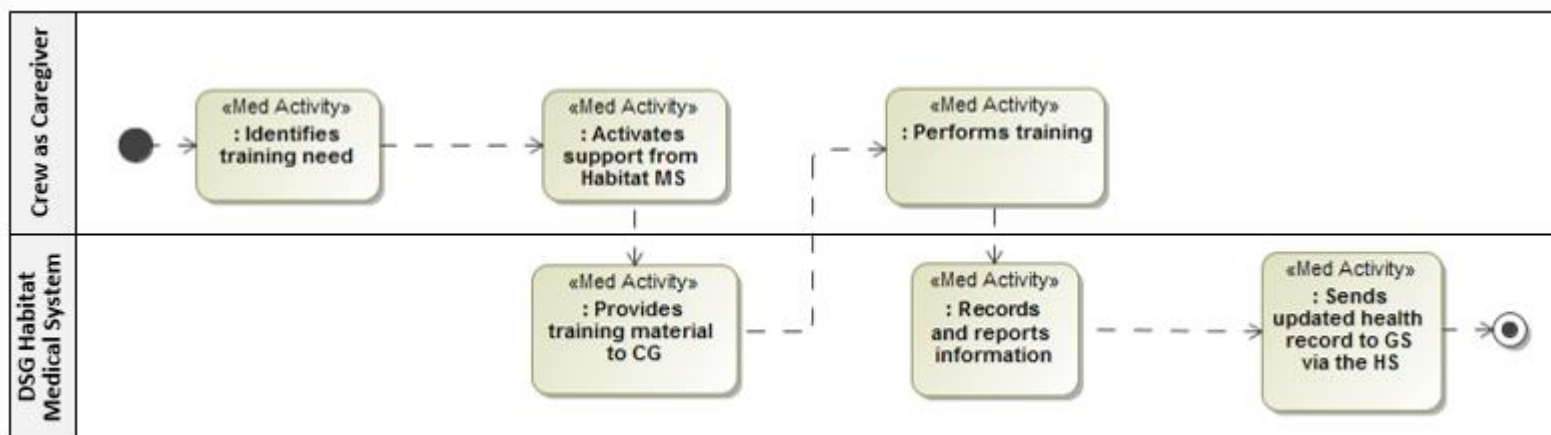 Crew as Caregiver
«Med Activity»
: Identifies
training need
«Med Activity»
: Activates
support from
Habitat MS
«Med Activity»
: Performs training
DSG Habitat
Medical System
«Med Activity»
: Provides
training material
to CG
«Med Activity»
: Records
and reports
information
«Med Activity»
: Sends
updated health
record to GS
via the HS